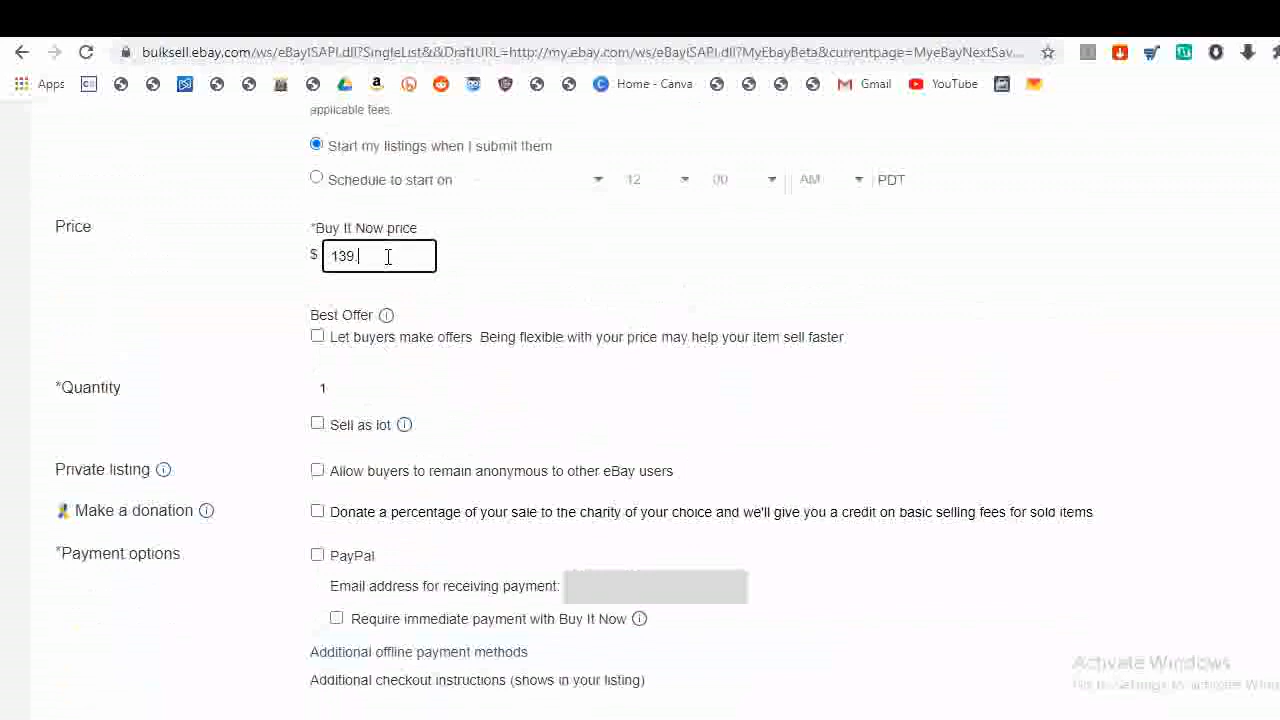 bulksell.ebay.com/ws/eBayISAPI.dll?SingleList&&DraftURL=http://my.ebay.com/ws/eBayISAPI.dll?MyEbayBeta&currentpage=MyeBayNextSav...
Apps Home - Canva Gmail YouTube
applicable fees.
Start my listings when I submit them
Schedule to start on - 12 00 AM PDT
Price
*Buy It Now price
$ 139.
Best Offer
Let buyers make offers Being flexible with your price may help your item sell faster
*Quantity
1
Sell as lot
Private listing
Allow buyers to remain anonymous to other eBay users
Make a donation
Donate a percentage of your sale to the charity of your choice and we'll give you a credit on basic selling fees for sold items
*Payment options
PayPal
Email address for receiving payment:
Require immediate payment with Buy It Now
Additional offline payment methods
Additional checkout instructions (shows in your listing)
Activate Windows
Go to Settings to activate Wind